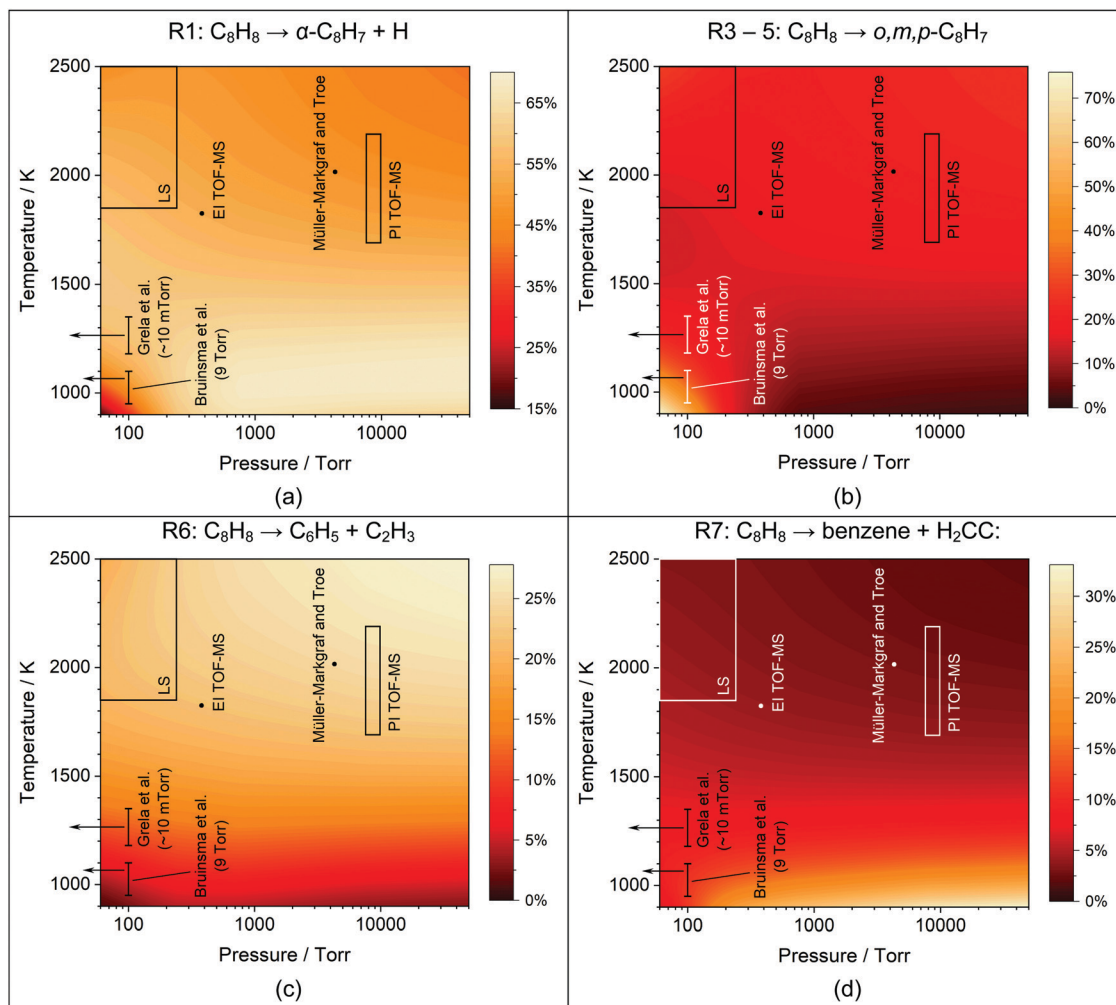 R1: C₈H₈ → α-C₈H₇ + H
2500
2000
1500
1000
Temperature / K
100
1000
10000
Pressure / Torr
LS
EI TOF-MS
Müller-Markgraf and Troe
PI TOF-MS
Grela et al.
(~10 mTorr)
Bruinsma et al.
(9 Torr)
65%
55%
45%
35%
25%
15%
(a)
R3 – 5: C₈H₈ → o,m,p-C₈H₇
2500
2000
1500
1000
Temperature / K
100
1000
10000
Pressure / Torr
LS
EI TOF-MS
Müller-Markgraf and Troe
PI TOF-MS
Grela et al.
(~10 mTorr)
Bruinsma et al.
(9 Torr)
70%
60%
50%
40%
30%
20%
10%
0%
(b)
R6: C₈H₈ → C₆H₅ + C₂H₃
2500
2000
1500
1000
Temperature / K
100
1000
10000
Pressure / Torr
LS
EI TOF-MS
Müller-Markgraf and Troe
PI TOF-MS
Grela et al.
(~10 mTorr)
Bruinsma et al.
(9 Torr)
25%
20%
15%
10%
5%
0%
(c)
R7: C₈H₈ → benzene + H₂CC:
2500
2000
1500
1000
Temperature / K
100
1000
10000
Pressure / Torr
LS
EI TOF-MS
Müller-Markgraf and Troe
PI TOF-MS
Grela et al.
(~10 mTorr)
Bruinsma et al.
(9 Torr)
30%
25%
20%
15%
10%
5%
0%
(d)